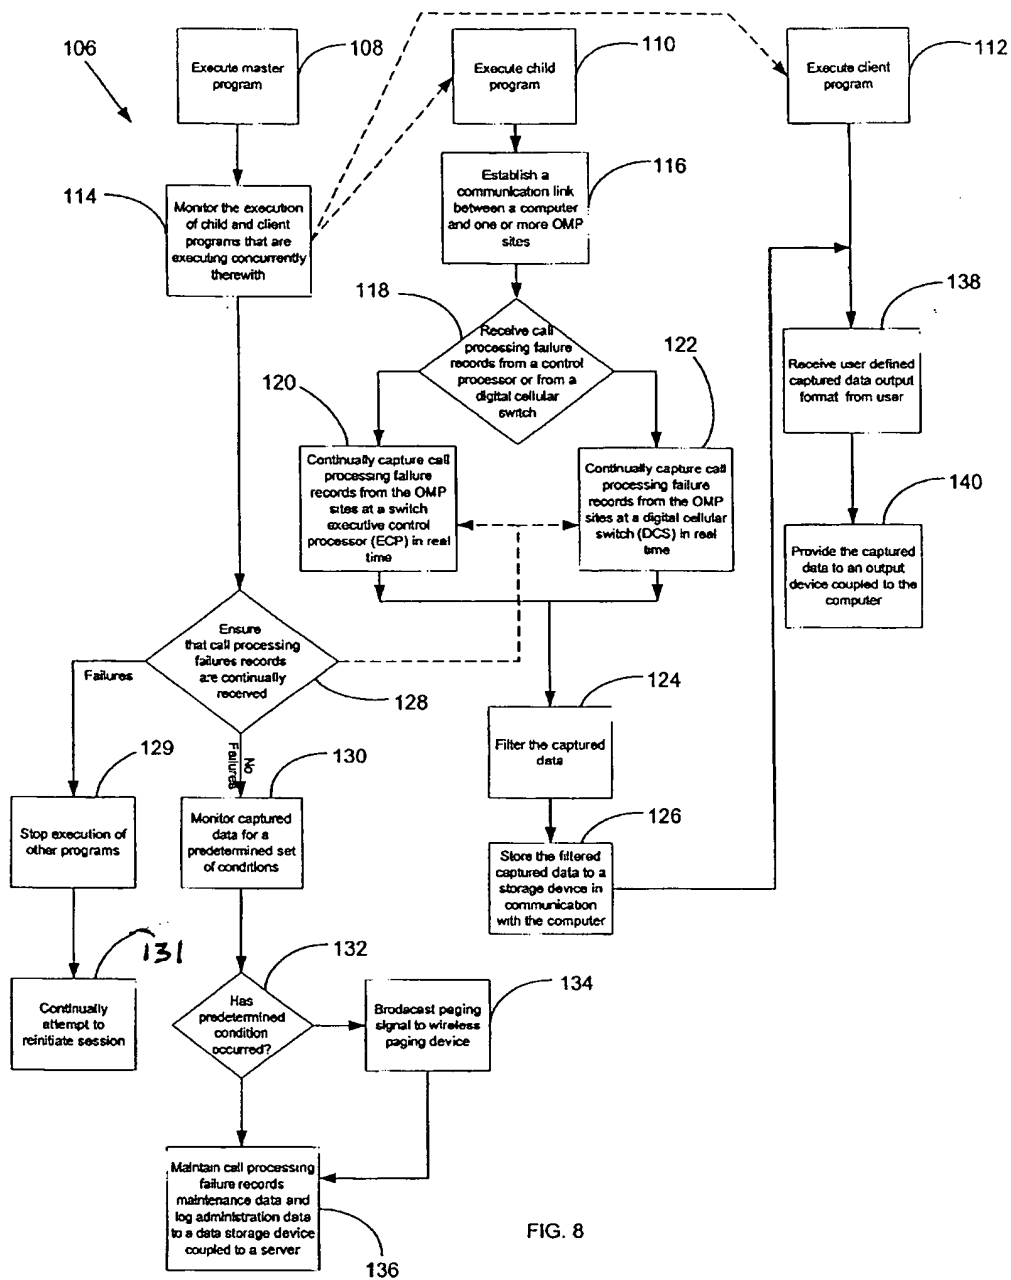 106
Execute master
program
108
Execute child
program
110
Execute client
program
112
114
Monitor the execution
of child and client
programs that are
executing concurrently
therewith
Establish a
communication link
between a computer
and one or more OMP
sites
116
118
Receive call
processing failure
records from a control
processor or from a
digital cellular
switch
120
122
Continually capture call
processing failure
records from the OMP
sites at a switch
executive control
processor (ECP) in real
time
Continually capture call
processing failure
records from the OMP
sites at a digital cellular
switch (DCS) in real
time
138
Receive user defined
captured data output
format from user
140
Provide the captured
data to an output
device coupled to the
computer
Ensure
that call processing
failures records
are continually
received
128
Failures
No
Failures
124
Filter the captured
data
126
Store the filtered
captured data to a
storage device in
communication
with the computer
129
Stop execution of
other programs
130
Monitor captured
data for a
predetermined set
of conditions
131
Continually
attempt to
reinitiate session
132
Has
predetermined
condition
occurred?
134
Brodacast paging
signal to wireless
paging device
Maintain call processing
failure records
maintenance data and
log administration data
to a data storage device
coupled to a server
136
FIG. 8